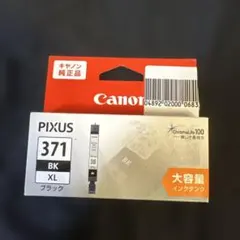 キヤノン
純正品
Canon
04892 02000 0683
PIXUS
371
BK
XL
ブラック
ChromaLife100
大容量
インクタンク